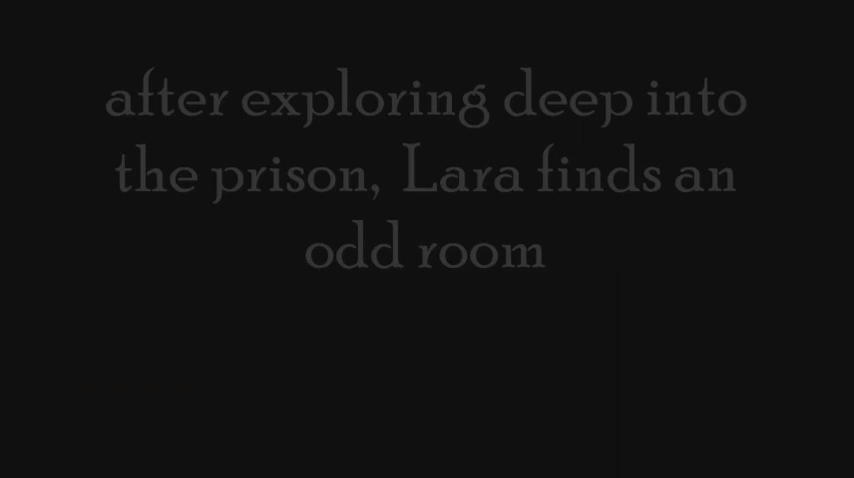 after exploring deep into
the prison, Lara finds an
odd room